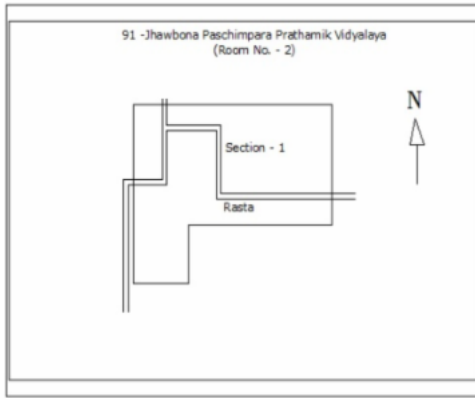 91 -Jhawbona Paschimpara Prathamik Vidyalaya
(Room No. - 2)
N
Section - 1
Rasta